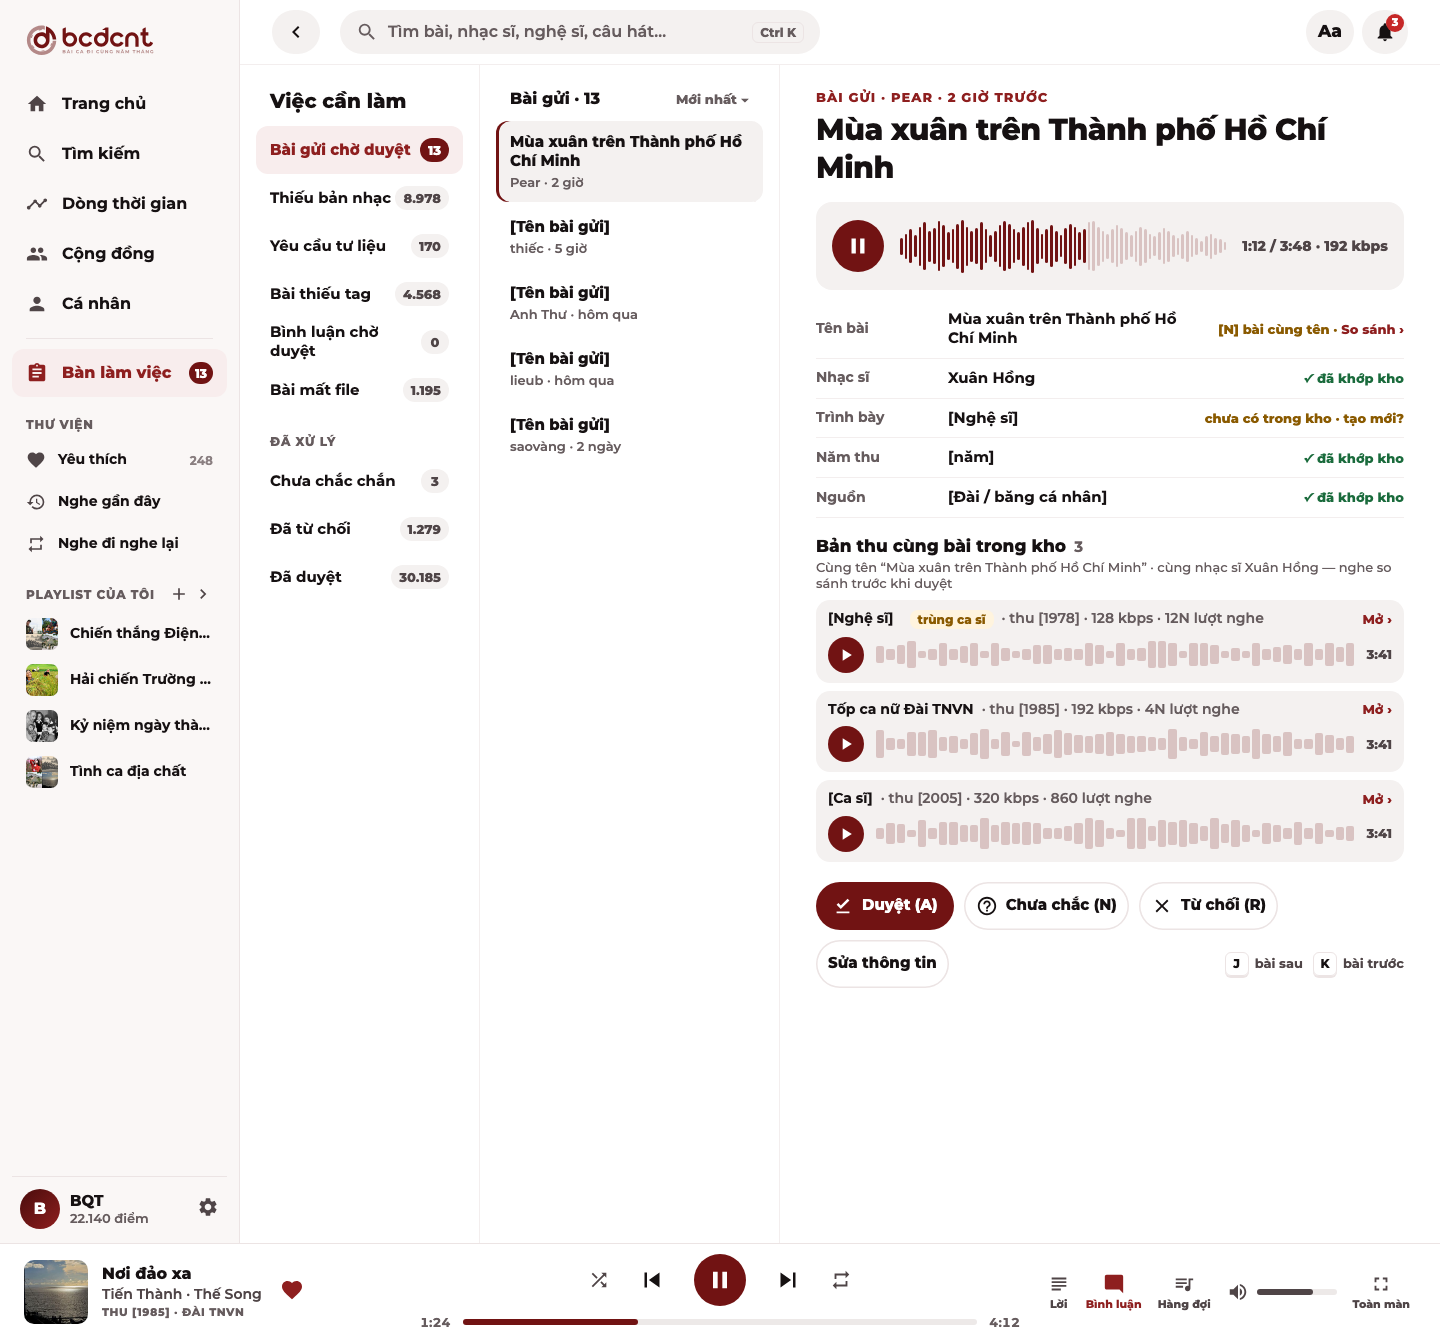 bcdcnt
BÀI CA ĐI CÙNG NĂM THÁNG
Trang chủ
Tìm kiếm
Dòng thời gian
Cộng đồng
Cá nhân
Bàn làm việc 13
THƯ VIỆN
Yêu thích 248
Nghe gần đây
Nghe đi nghe lại
PLAYLIST CỦA TÔI
Chiến thắng Điện...
Hải chiến Trường ...
Kỷ niệm ngày thà...
Tình ca địa chất
B
BQT
22.140 điểm
Tìm bài, nhạc sĩ, nghệ sĩ, câu hát... Ctrl K
Aa
3
Việc cần làm
Bài gửi chờ duyệt 13
Thiếu bản nhạc 8.978
Yêu cầu tư liệu 170
Bài thiếu tag 4.568
Bình luận chờ
duyệt 0
Bài mất file 1.195
ĐÃ XỬ LÝ
Chưa chắc chắn 3
Đã từ chối 1.279
Đã duyệt 30.185
Bài gửi · 13 Mới nhất
Mùa xuân trên Thành phố Hồ
Chí Minh
Pear · 2 giờ
[Tên bài gửi]
thiếc · 5 giờ
[Tên bài gửi]
Anh Thư · hôm qua
[Tên bài gửi]
lieub · hôm qua
[Tên bài gửi]
saovàng · 2 ngày
BÀI GỬI · PEAR · 2 GIỜ TRƯỚC
Mùa xuân trên Thành phố Hồ Chí
Minh
1:12 / 3:48 · 192 kbps
Tên bài Mùa xuân trên Thành phố Hồ
Chí Minh [N] bài cùng tên · So sánh ›
Nhạc sĩ Xuân Hồng ✓ đã khớp kho
Trình bày [Nghệ sĩ] chưa có trong kho · tạo mới?
Năm thu [năm] ✓ đã khớp kho
Nguồn [Đài / băng cá nhân] ✓ đã khớp kho
Bản thu cùng bài trong kho 3
Cùng tên “Mùa xuân trên Thành phố Hồ Chí Minh” · cùng nhạc sĩ Xuân Hồng — nghe so
sánh trước khi duyệt
[Nghệ sĩ] trùng ca sĩ · thu [1978] · 128 kbps · 12N lượt nghe Mở ›
3:41
Tốp ca nữ Đài TNVN · thu [1985] · 192 kbps · 4N lượt nghe Mở ›
3:41
[Ca sĩ] · thu [2005] · 320 kbps · 860 lượt nghe Mở ›
3:41
Duyệt (A) Chưa chắc (N) Từ chối (R)
Sửa thông tin J bài sau K bài trước
Nơi đảo xa
Tiến Thành · Thế Song
THU [1985] · ĐÀI TNVN
1:24 4:12
Lời Bình luận Hàng đợi Toàn màn